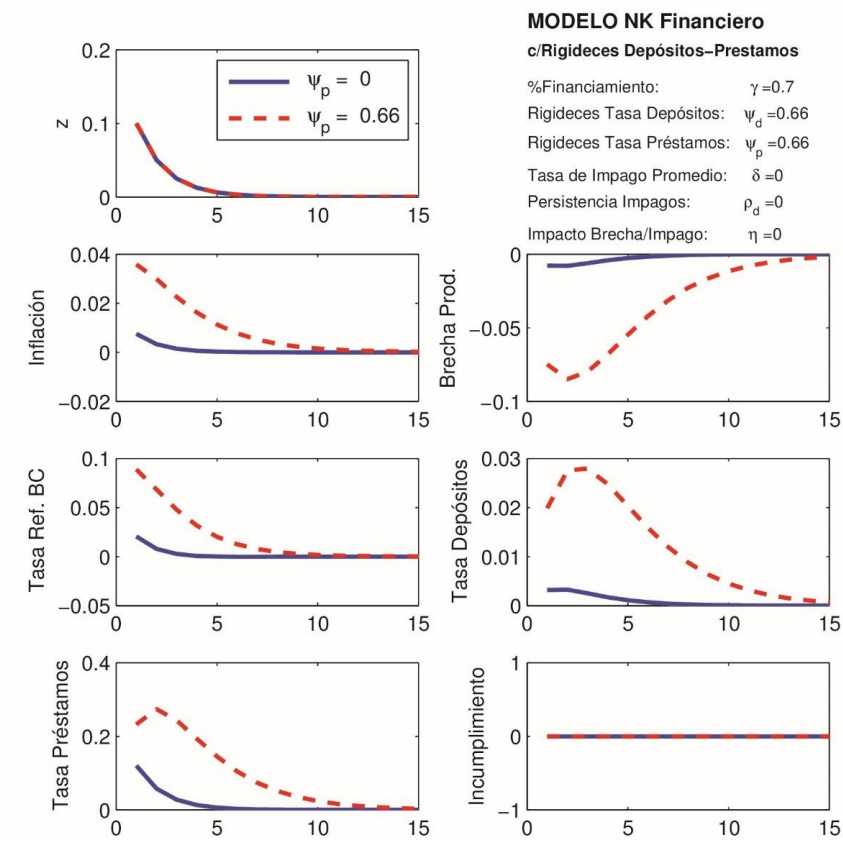 MODELO NK Financiero
c/Rigideces Depósitos−Prestamos
%Financiamiento: γ =0.7
Rigideces Tasa Depósitos: ψd =0.66
Rigideces Tasa Préstamos: ψp =0.66
Tasa de Impago Promedio: δ =0
Persistencia Impagos: ρd =0
Impacto Brecha/Impago: η =0
z
0.2
0.1
0
0 5 10 15
ψp = 0
ψp = 0.66
Inflación
0.04
0.02
0
−0.02
0 5 10 15
Brecha Prod.
0
−0.05
−0.1
0 5 10 15
Tasa Ref. BC
0.1
0.05
0
−0.05
0 5 10 15
Tasa Depósitos
0.03
0.02
0.01
0
0 5 10 15
Tasa Préstamos
0.4
0.2
0
0 5 10 15
Incumplimiento
1
0
−1
0 5 10 15